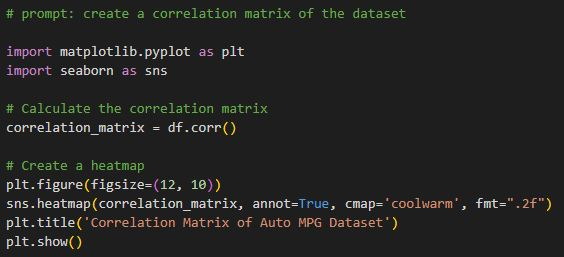 # prompt: create a correlation matrix of the dataset
import matplotlib.pyplot as plt
import seaborn as sns
# Calculate the correlation matrix
correlation_matrix = df.corr()
# Create a heatmap
plt.figure(figsize=(12, 10))
sns.heatmap(correlation_matrix, annot=True, cmap='coolwarm', fmt=".2f")
plt.title('Correlation Matrix of Auto MPG Dataset')
plt.show()